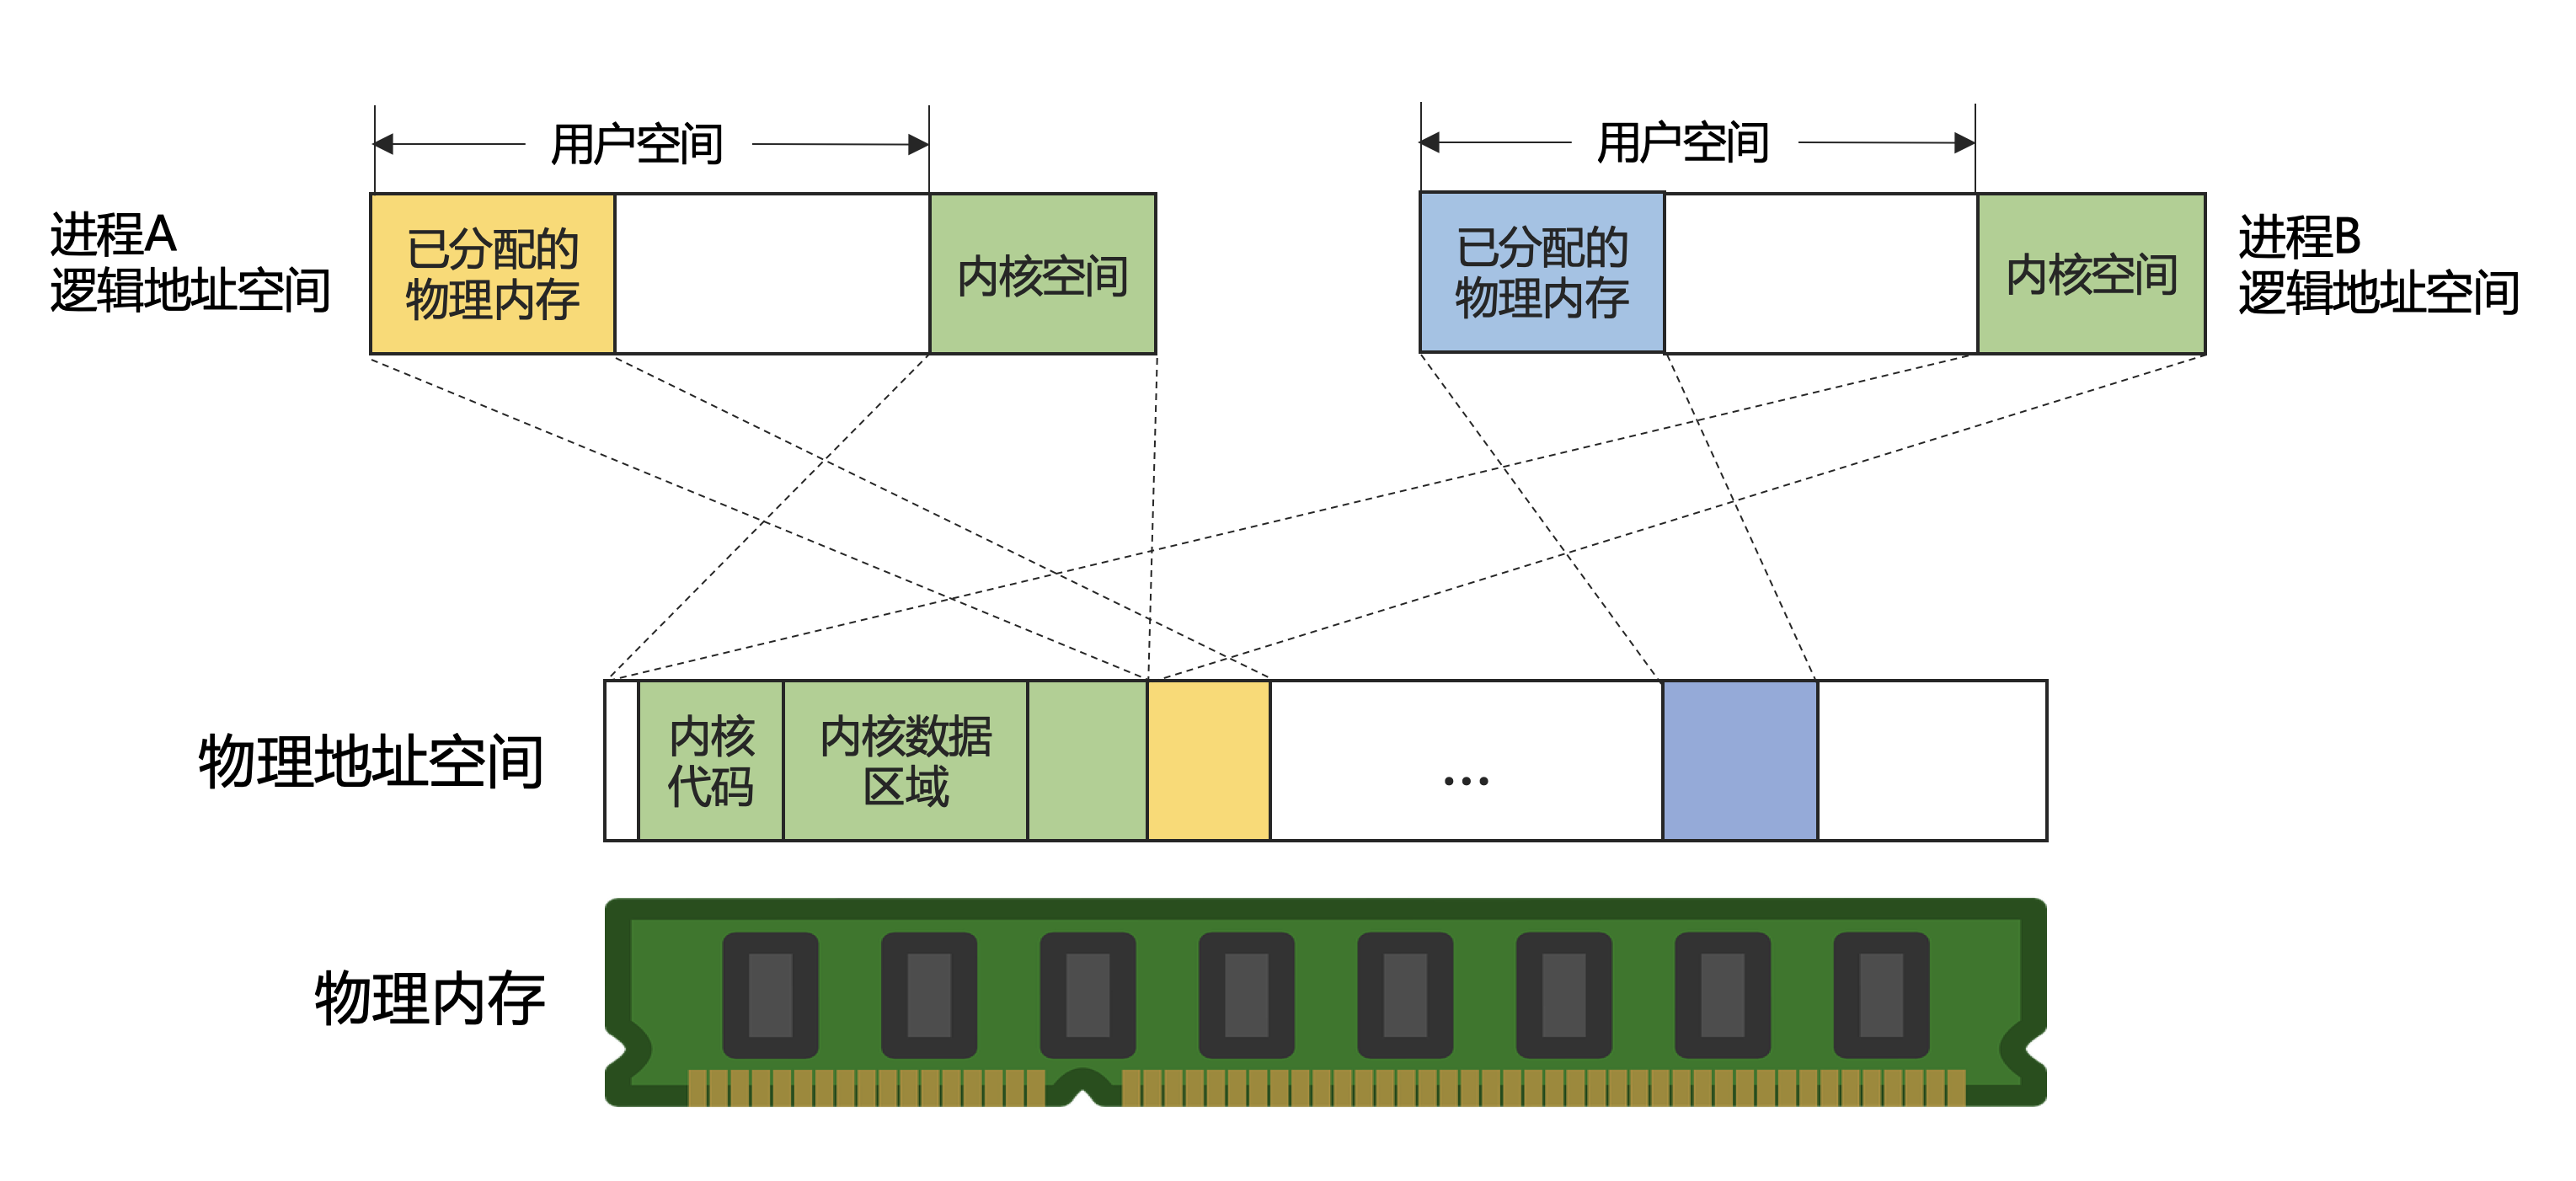 用户空间
用户空间
进程A
逻辑地址空间
已分配的
物理内存
内核空间
已分配的
物理内存
内核空间
进程B
逻辑地址空间
物理地址空间
内核
代码
内核数据
区域
...
物理内存